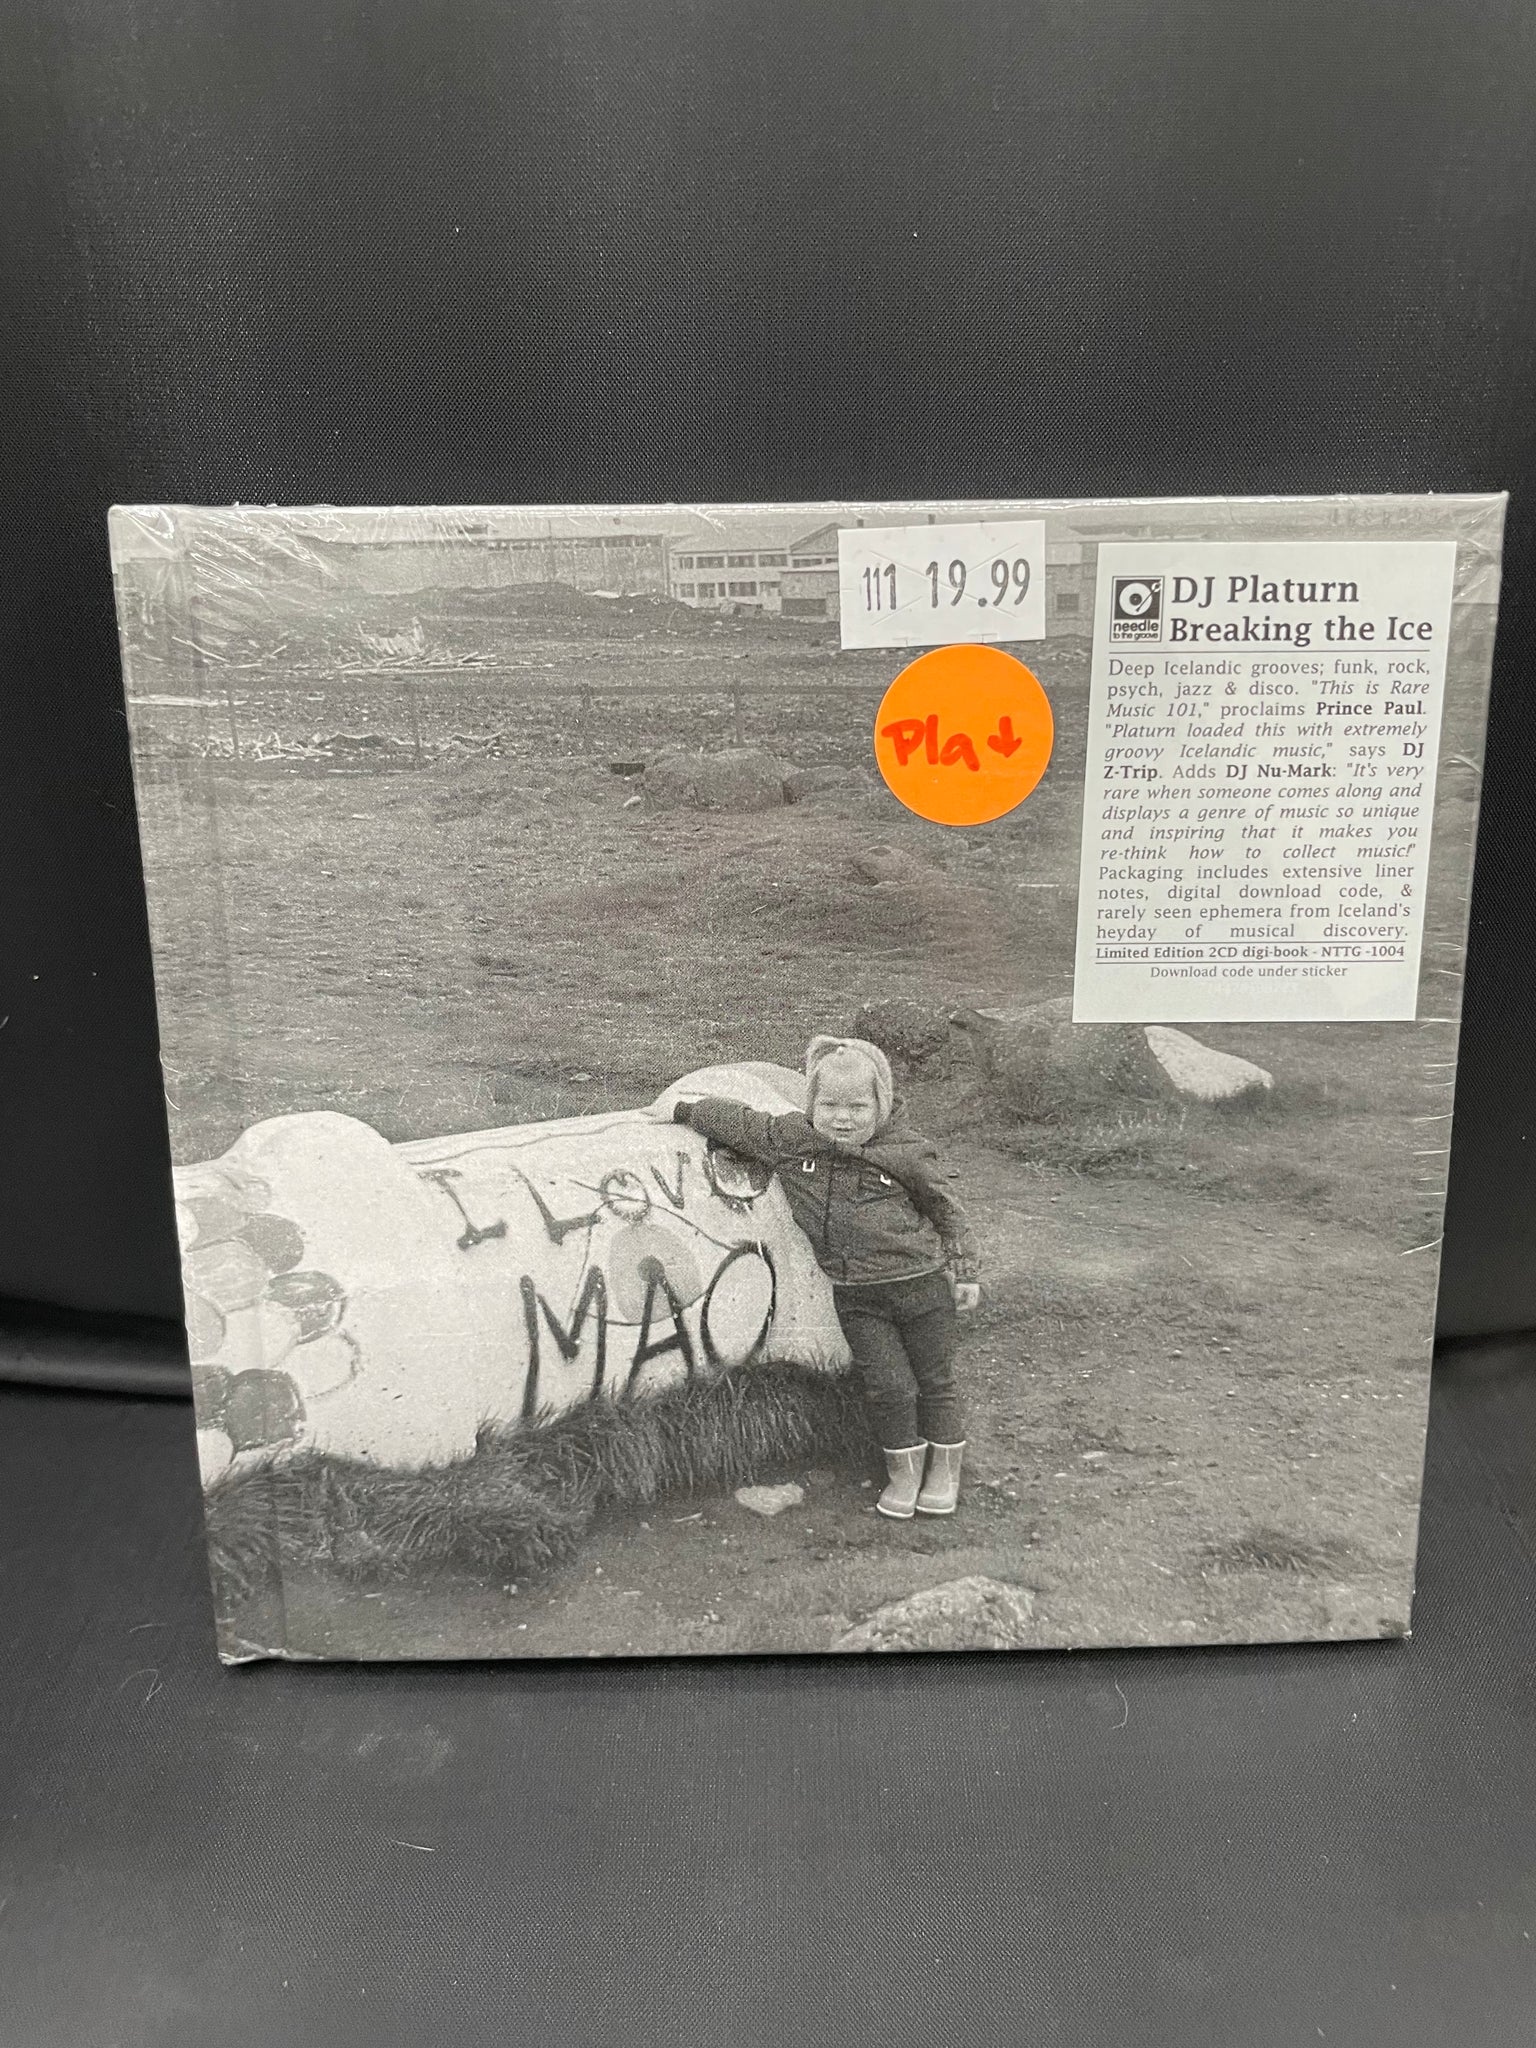 111 19.99
Pla
needle
to the groove
DJ Platurn
Breaking the Ice
Deep Icelandic grooves; funk, rock,
psych, jazz & disco. "This is Rare
Music 101," proclaims Prince Paul.
"Platurn loaded this with extremely
groovy Icelandic music," says DJ
Z-Trip. Adds DJ Nu-Mark: "It's very
rare when someone comes along and
displays a genre of music so unique
and inspiring that it makes you
re-think how to collect music!"
Packaging includes extensive liner
notes, digital download code, &
rarely seen ephemera from Iceland's
heyday of musical discovery.
Limited Edition 2CD digi-book - NTTG -1004
Download code under sticker
I LOVE
MAO